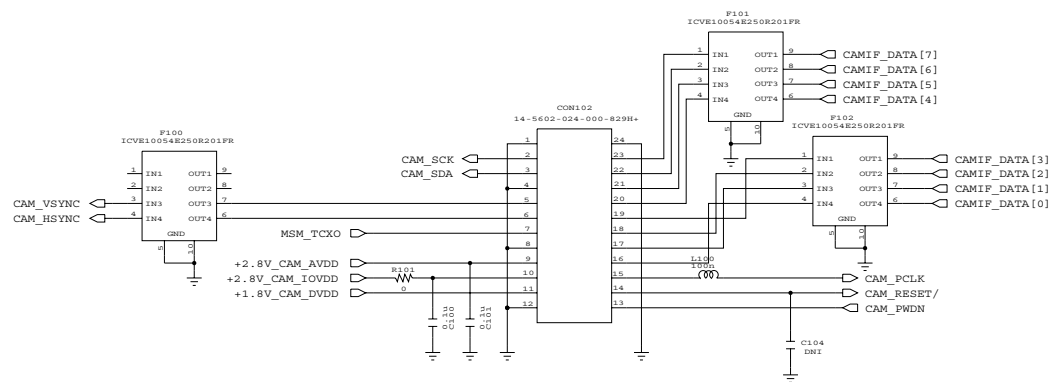 F101
ICVE10054E250R201FR
1 IN1 OUT1 9 CAMIF_DATA[7]
2 IN2 OUT2 8 CAMIF_DATA[6]
3 IN3 OUT3 7 CAMIF_DATA[5]
4 IN4 OUT4 6 CAMIF_DATA[4]
GND
5 10
F102
ICVE10054E250R201FR
1 IN1 OUT1 9 CAMIF_DATA[3]
2 IN2 OUT2 8 CAMIF_DATA[2]
3 IN3 OUT3 7 CAMIF_DATA[1]
4 IN4 OUT4 6 CAMIF_DATA[0]
GND
5 10
F100
ICVE10054E250R201FR
1 IN1 OUT1 9
2 IN2 OUT2 8
CAM_VSYNC 3 IN3 OUT3 7
CAM_HSYNC 4 IN4 OUT4 6
GND
5 10
CON102
14-5602-024-000-829H+
1 24
CAM_SCK 2 23
CAM_SDA 3 22
4 21
5 20
6 19
MSM_TCXO 7 18
8 17
+2.8V_CAM_AVDD 9 16
L100
100n
R101
+2.8V_CAM_IOVDD 10 15 CAM_PCLK
0
+1.8V_CAM_DVDD 11 14 CAM_RESET/
12 13 CAM_PWDN
0.1u
C100
0.1u
C101
C104
DNI